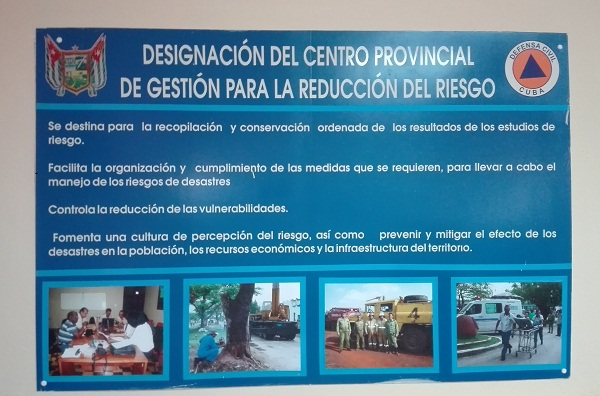 DESIGNACIÓN DEL CENTRO PROVINCIAL
DE GESTIÓN PARA LA REDUCCIÓN DEL RIESGO
DEFENSA CIVIL
CUBA
Se destina para la recopilación y conservación ordenada de los resultados de los estudios de
riesgo.
Facilita la organización y cumplimiento de las medidas que se requieren, para llevar a cabo el
manejo de los riesgos de desastres
Controla la reducción de las vulnerabilidades.
Fomenta una cultura de percepción del riesgo, así como prevenir y mitigar el efecto de los
desastres en la población, los recursos económicos y la infraestructura del territorio.
4